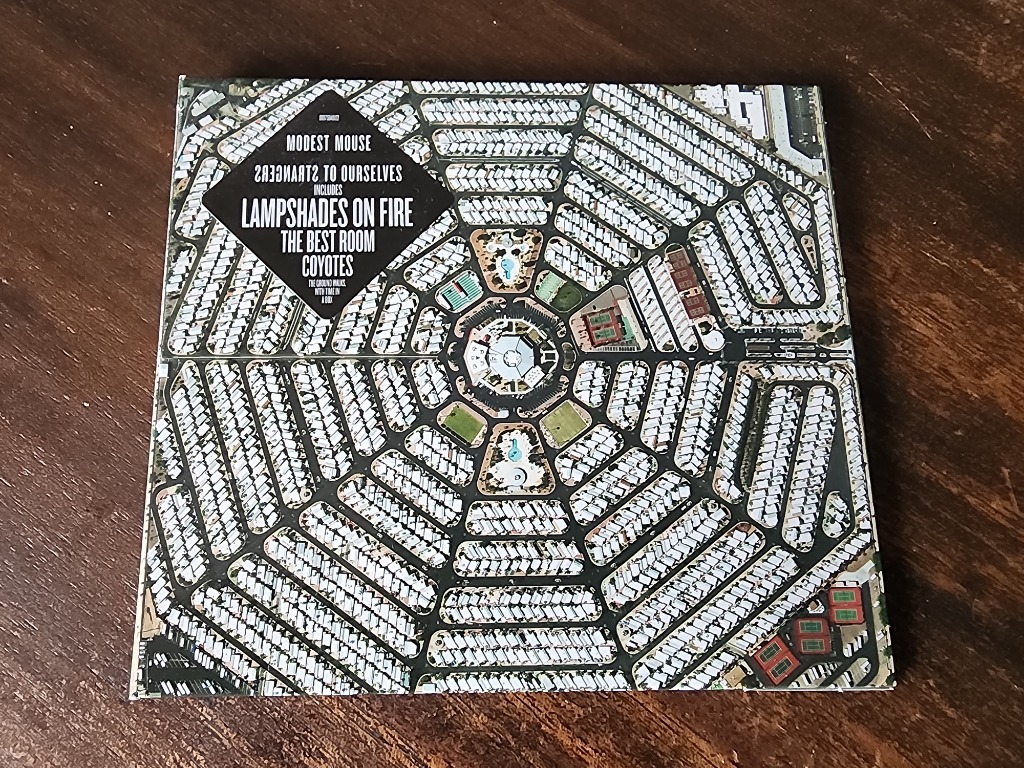 MODEST MOUSE
STRANGERS TO OURSELVES
INCLUDES
LAMPSHADES ON FIRE
THE BEST ROOM
COYOTES
THE GROUND WALKS,
WITH TIME IN
A BOX